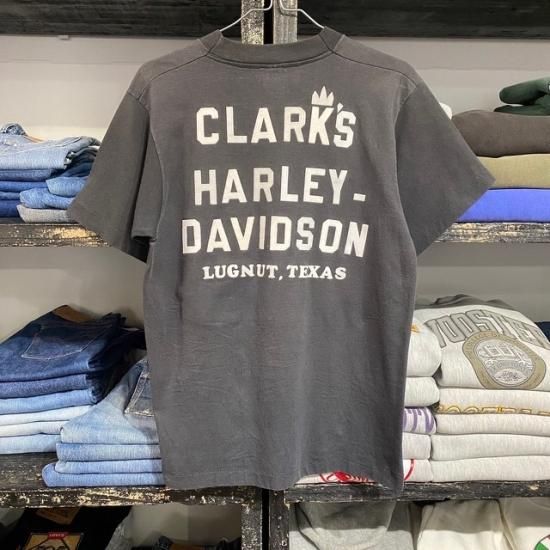 CLARK'S
HARLEY-
DAVIDSON
LUGNUT, TEXAS